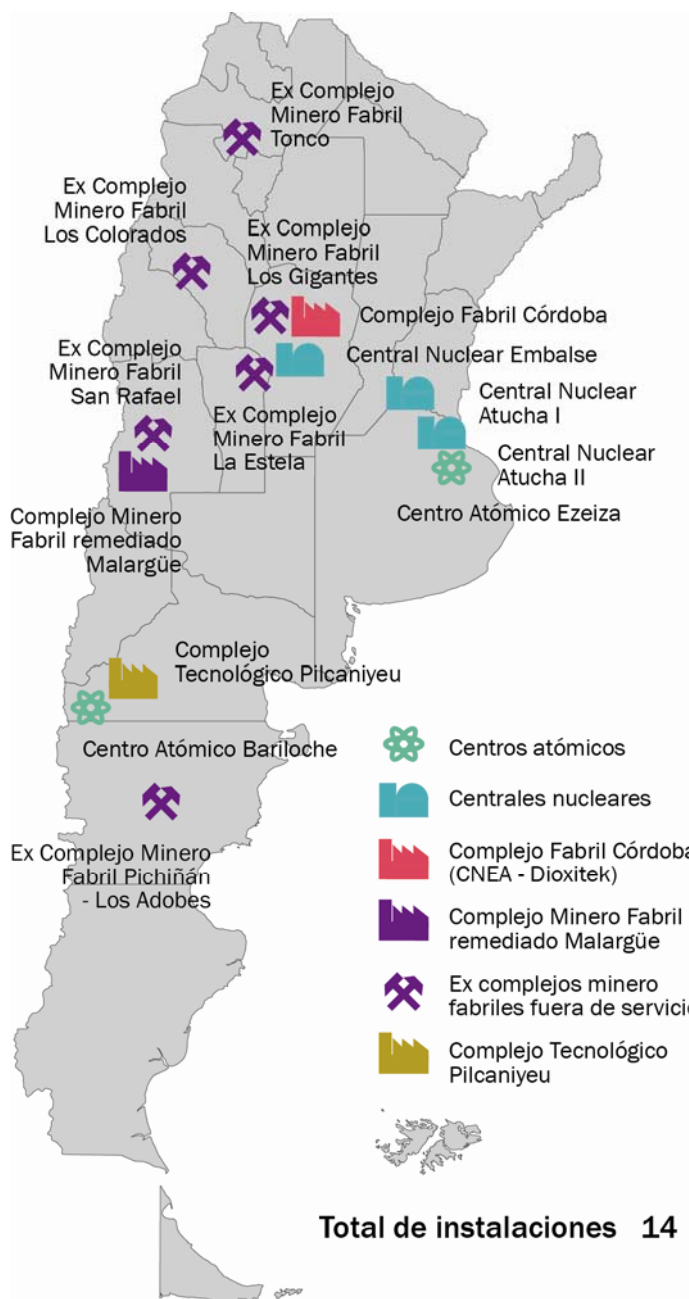 Ex Complejo
Minero Fabril
Tonco
Ex Complejo
Minero Fabril
Los Colorados
Ex Complejo
Minero Fabril
Los Gigantes
Complejo Fabril Córdoba
Central Nuclear Embalse
Ex Complejo
Minero Fabril
San Rafael
Central Nuclear
Atucha I
Ex Complejo
Minero Fabril
La Estela
Central Nuclear
Atucha II
Centro Atómico Ezeiza
Complejo Minero
Fabril remediado
Malargüe
Complejo
Tecnológico Pilcaniyeu
Centro Atómico Bariloche
Ex Complejo Minero
Fabril Pichiñán
- Los Adobes
Centros atómicos
Centrales nucleares
Complejo Fabril Córdoba
(CNEA - Dioxitek)
Complejo Minero Fabril
remediado Malargüe
Ex complejos minero
fabriles fuera de servicio
Complejo Tecnológico
Pilcaniyeu
Total de instalaciones 14